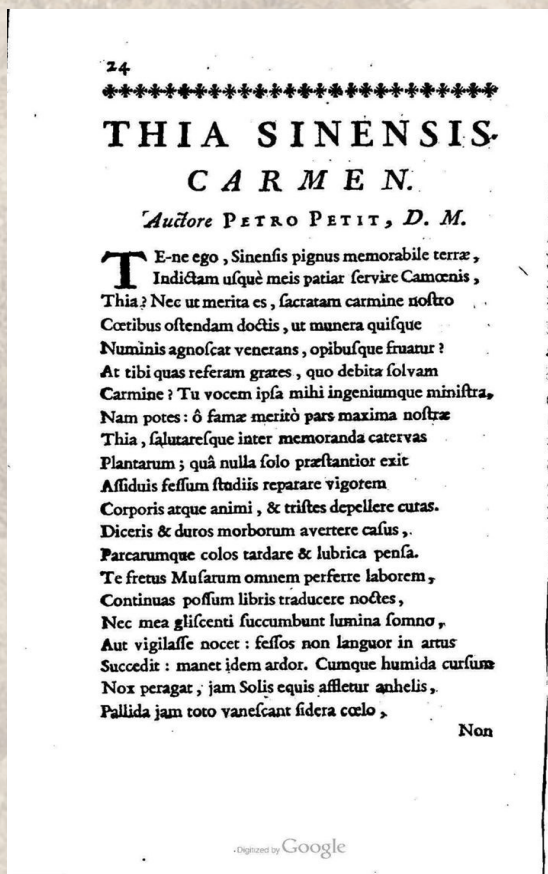 24
THIA SINENSIS.
CARMEN.
Auctore PETRO PETIT, D. M.
TE-ne ego, Sinenſis pignus memorabile terræ,
Indictam uſquè meis patiar ſervire Camœnis,
Thia? Nec ut merita es, ſacratam carmine noſtro
Cœtibus oſtendam doctis, ut munera quiſque
Numinis agnoſcat venerans, opibuſque fruatur?
At tibi quas referam grates, quo debita ſolvam
Carmine? Tu vocem ipſa mihi ingeniumque miniſtra,
Nam potes: ô famæ meritò pars maxima noſtræ
Thia, ſalutareſque inter memoranda catervas
Plantarum; quâ nulla ſolo præſtantior exit
Aſſiduis feſſum ſtudiis reparare vigorem
Corporis atque animi, & triſtes depellere curas.
Diceris & duros morborum avertere caſus,
Parcarumque colos tardare & lubrica penſa.
Te fretus Muſarum omnem perferre laborem,
Continuas poſſum libris traducere noctes,
Nec mea gliſcenti ſuccumbunt lumina ſomno,
Aut vigilaſſe nocet: feſſos non languor in artus
Succedit: manet idem ardor. Cumque humida curſum
Nox peragat, jam Solis equis affletur anhelis,
Pallida jam toto vaneſcant ſidera cœlo,
Non
Digitized by Google